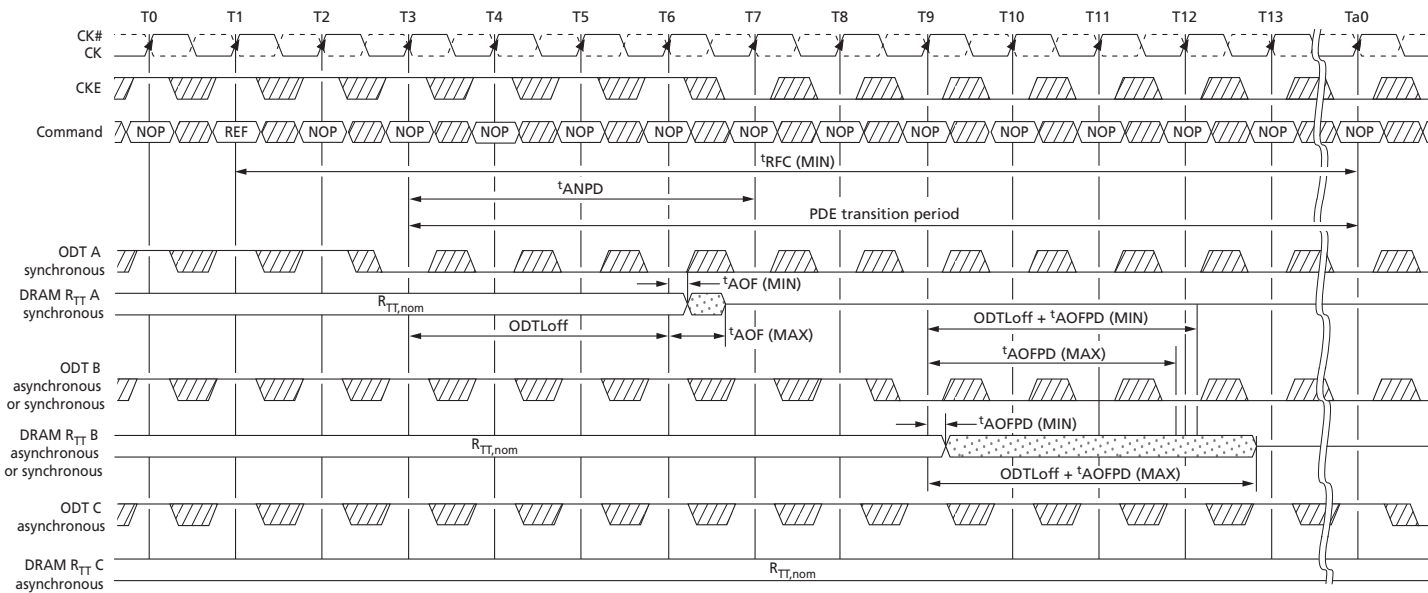 T0 T1 T2 T3 T4 T5 T6 T7 T8 T9 T10 T11 T12 T13 Ta0
CK#
CK
CKE
Command NOP REF NOP NOP NOP NOP NOP NOP NOP NOP NOP NOP NOP NOP NOP
tRFC (MIN)
tANPD
PDE transition period
ODT A
synchronous
DRAM RTT A
synchronous
RTT,nom
tAOF (MIN)
ODTLoff
tAOF (MAX)
ODTLoff + tAOFPD (MIN)
tAOFPD (MAX)
ODT B
asynchronous
or synchronous
tAOFPD (MIN)
DRAM RTT B
asynchronous
or synchronous
RTT,nom
ODTLoff + tAOFPD (MAX)
ODT C
asynchronous
DRAM RTT C
asynchronous
RTT,nom